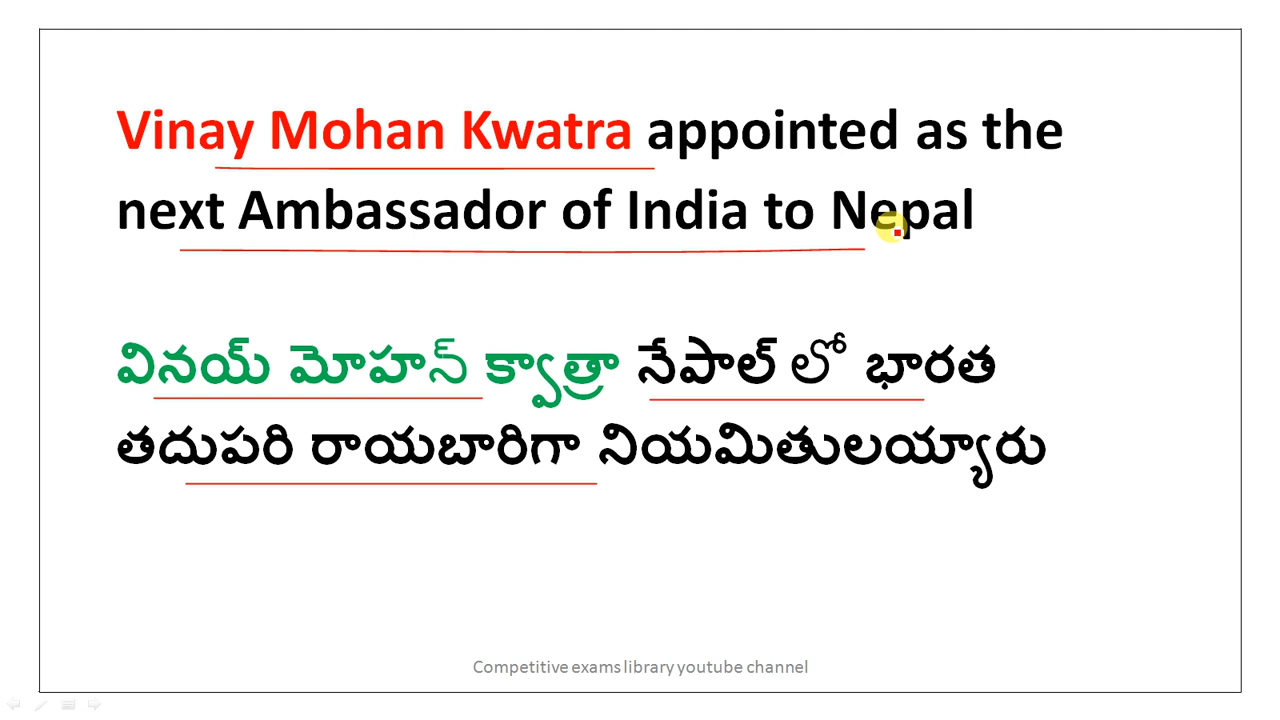 Vinay Mohan Kwatra appointed as the
next Ambassador of India to Nepal
వినయ్ మోహన్ క్వాత్రా నేపాల్ లో భారత
తదుపరి రాయబారిగా నియమితులయ్యారు
Competitive exams library youtube channel